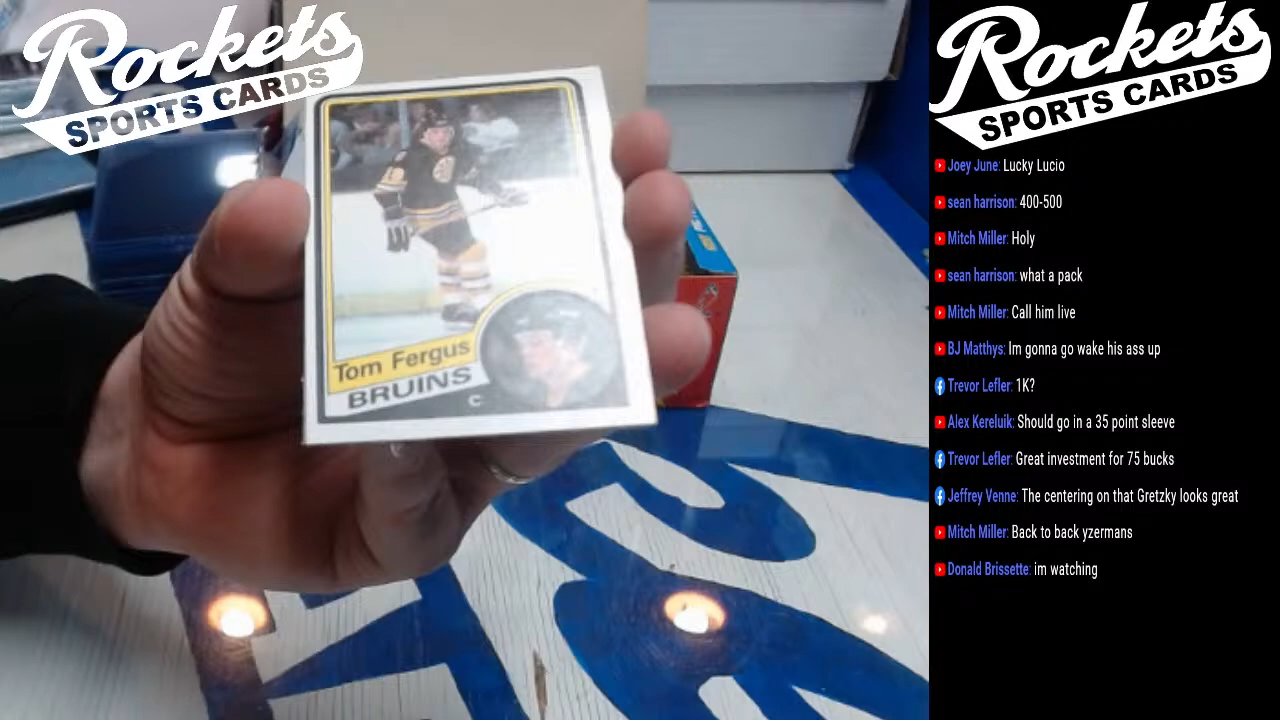 Rockets
SPORTS CARDS
Tom Fergus
BRUINS
C
Rockets
SPORTS CARDS
Joey June: Lucky Lucio
sean harrison: 400-500
Mitch Miller: Holy
sean harrison: what a pack
Mitch Miller: Call him live
BJ Matthys: Im gonna go wake his ass up
Trevor Lefler: 1K?
Alex Kereluik: Should go in a 35 point sleeve
Trevor Lefler: Great investment for 75 bucks
Jeffrey Venne: The centering on that Gretzky looks great
Mitch Miller: Back to back yzermans
Donald Brissette: im watching